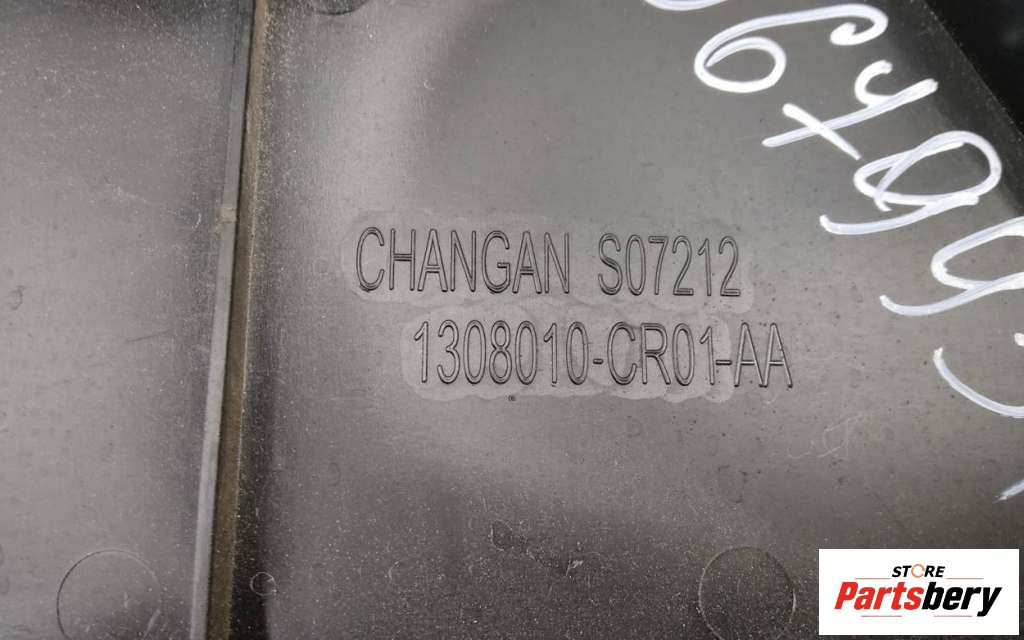 CHANGAN S07212
1308010-CR01-AA
STORE
Partsbery